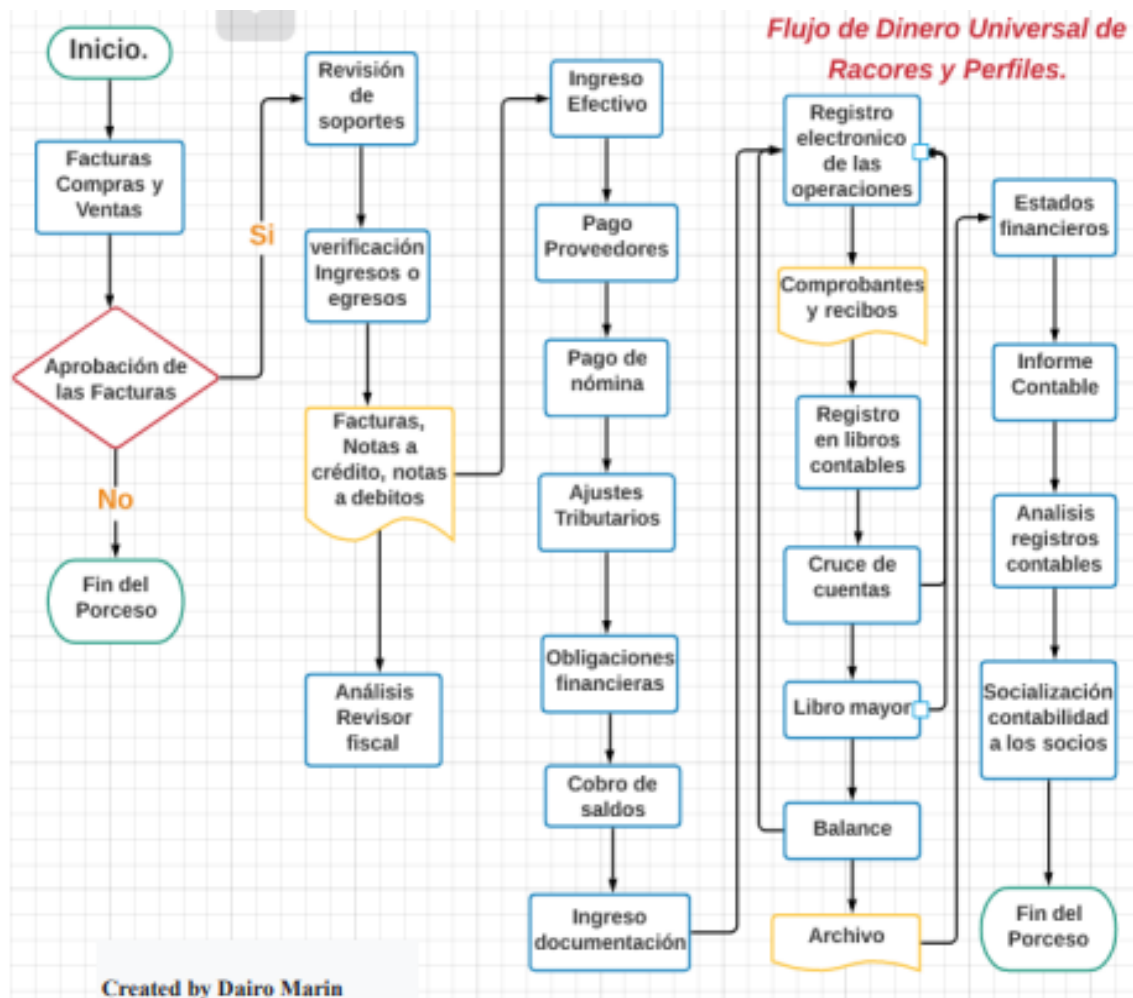 Flujo de Dinero Universal de
Racores y Perfiles.
Inicio.
Facturas
Compras y
Ventas
Aprobación de
las Facturas
Si
No
Fin del
Porceso
Revisión
de
soportes
verificación
Ingresos o
egresos
Facturas,
Notas a
crédito, notas
a debitos
Análisis
Revisor
fiscal
Ingreso
Efectivo
Pago
Proveedores
Pago de
nómina
Ajustes
Tributarios
Obligaciones
financieras
Cobro de
saldos
Ingreso
documentación
Registro
electronico
de las
operaciones
Comprobantes
y recibos
Registro
en libros
contables
Cruce de
cuentas
Libro mayor
Balance
Archivo
Estados
financieros
Informe
Contable
Analisis
registros
contables
Socialización
contabilidad
a los socios
Fin del
Porceso
Created by Dairo Marin